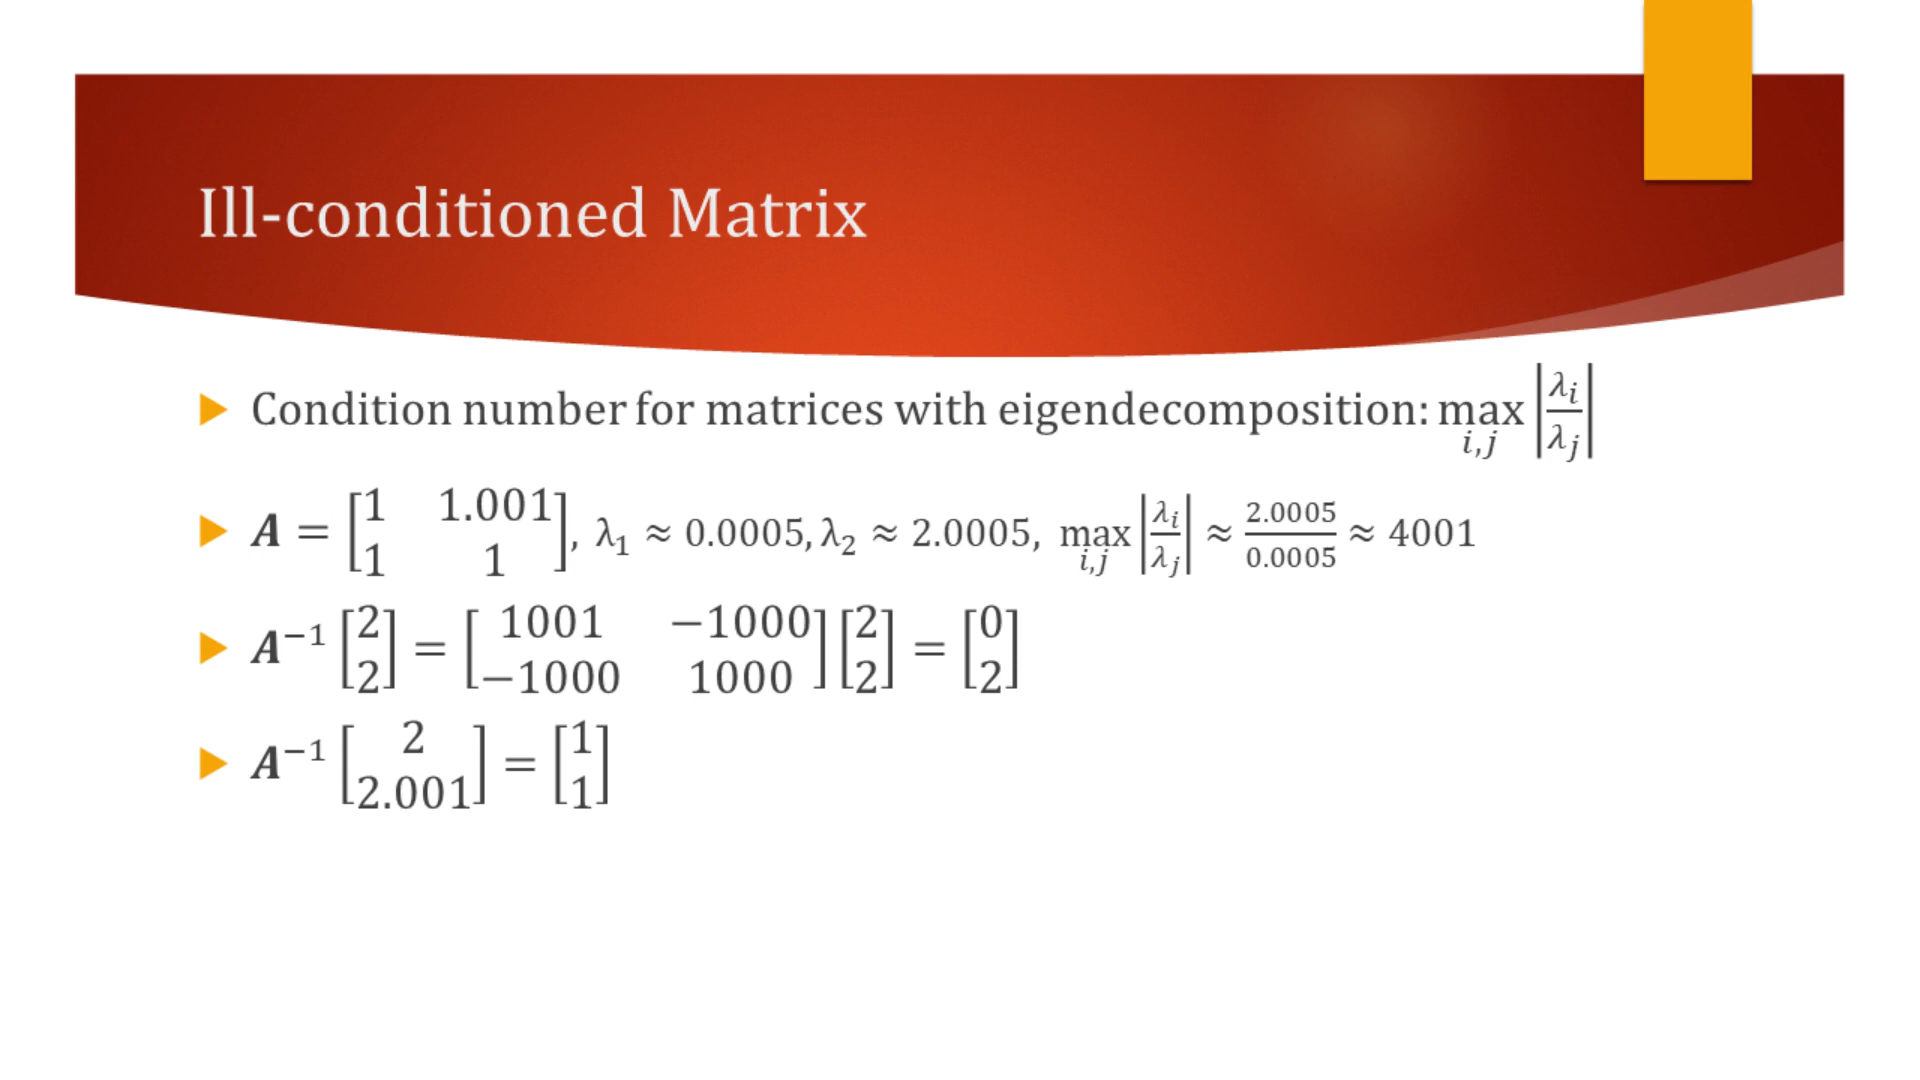 Ill-conditioned Matrix
Condition number for matrices with eigendecomposition: max_{i,j} |λ_i/λ_j|
A = [1 1.001; 1 1], λ₁ ≈ 0.0005, λ₂ ≈ 2.0005, max_{i,j} |λ_i/λ_j| ≈ 2.0005/0.0005 ≈ 4001
A⁻¹ [2; 2] = [1001 −1000; −1000 1000] [2; 2] = [0; 2]
A⁻¹ [2; 2.001] = [1; 1]